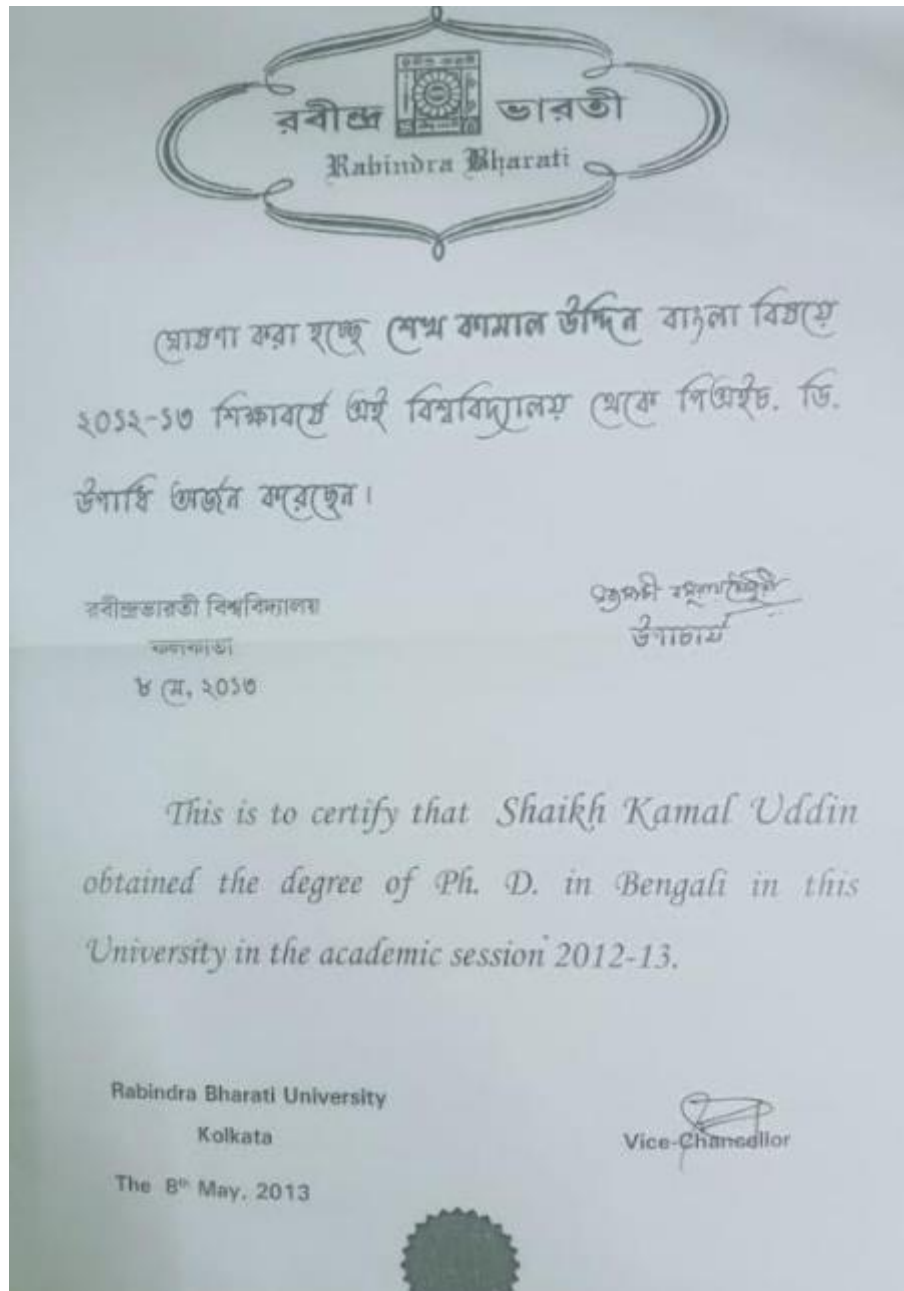 রবীন্দ্র ভারতী
Rabindra Bharati
ঘোষণা করা হচ্ছে শেখ কামাল উদ্দিন বাংলা বিষয়ে
২০১২-১৩ শিক্ষাবর্ষে এই বিশ্ববিদ্যালয় থেকে পিএইচ. ডি.
উপাধি অর্জন করেছেন।
রবীন্দ্রভারতী বিশ্ববিদ্যালয়
কলকাতা
উপাচার্য
৮ মে, ২০১৩
This is to certify that Shaikh Kamal Uddin
obtained the degree of Ph. D. in Bengali in this
University in the academic session 2012-13.
Rabindra Bharati University
Kolkata
Vice-Chancellor
The 8th May, 2013